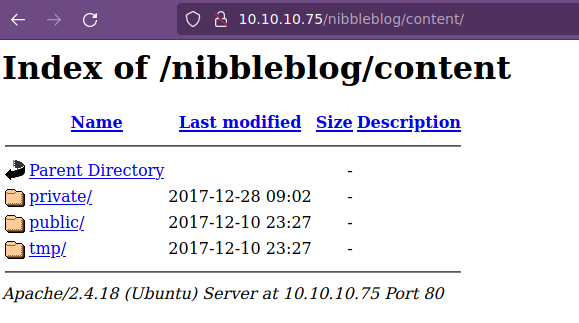 10.10.10.75/nibbleblog/content/
Index of /nibbleblog/content
Name Last modified Size Description
Parent Directory -
private/ 2017-12-28 09:02 -
public/ 2017-12-10 23:27 -
tmp/ 2017-12-10 23:27 -
Apache/2.4.18 (Ubuntu) Server at 10.10.10.75 Port 80